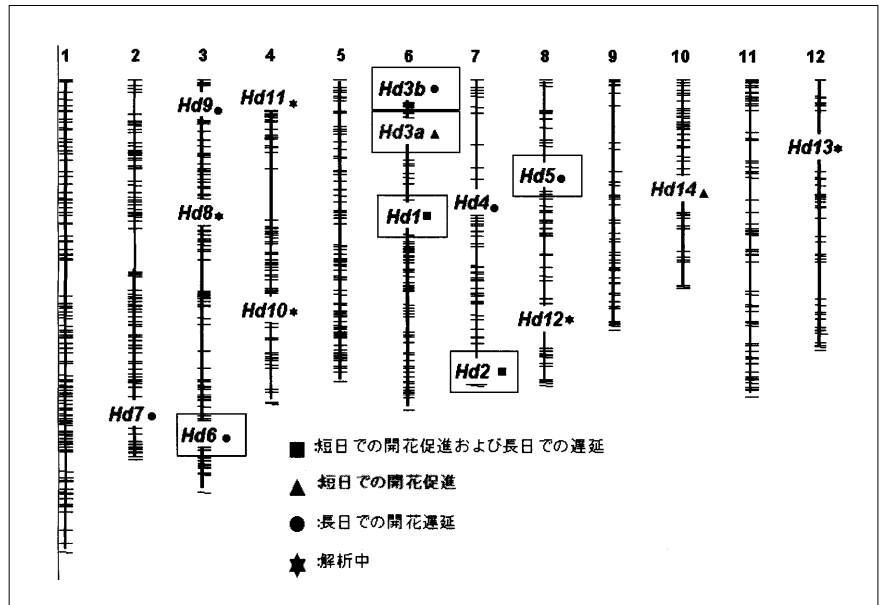 1 2 3 4 5 6 7 8 9 10 11 12
Hd3b●
Hd9● Hd11✶
Hd3a▲
Hd13✶
Hd5●
Hd14▲
Hd8✶ Hd1■ Hd4●
Hd10✶ Hd12✶
Hd2■
Hd7●
Hd6●
■:短日での開花促進および長日での遅延
▲:短日での開花促進
●:長日での開花遅延
✶:解析中